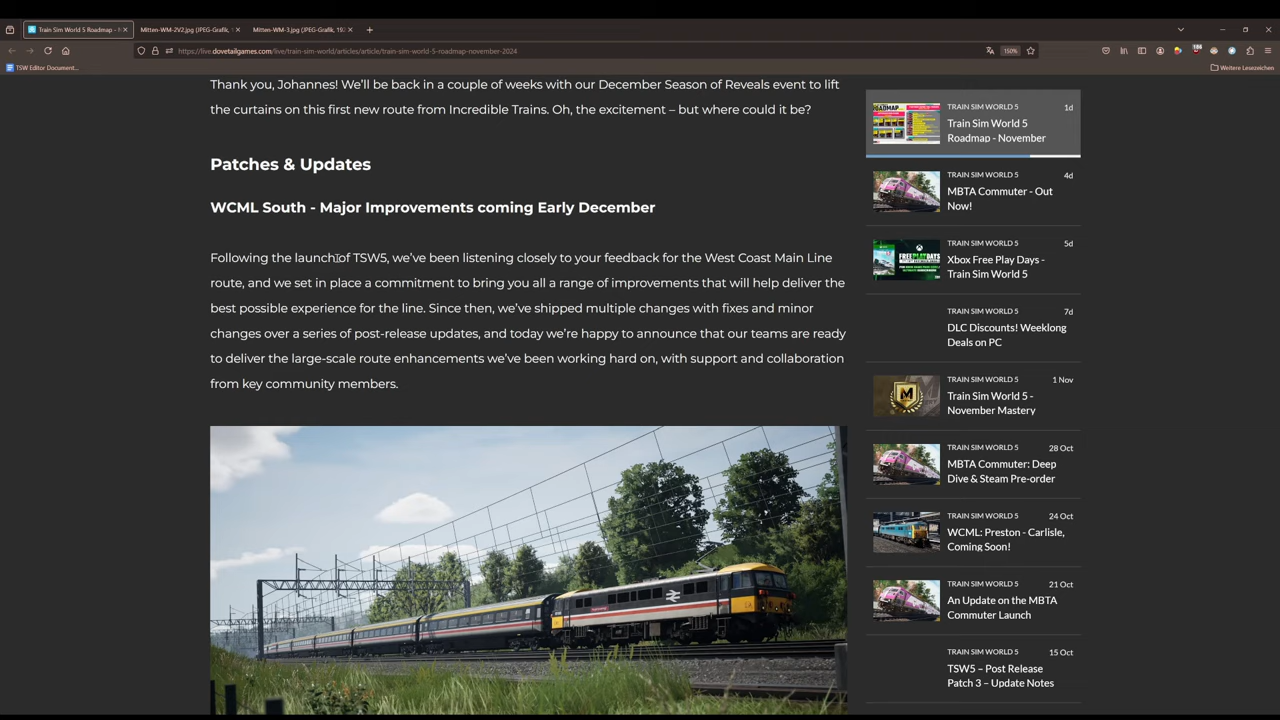 Train Sim World 5 Roadmap - N
Mitten-WM-2V2.jpg (JPEG-Grafik, 1
Mitten-WM-3.jpg (JPEG-Grafik, 19
https://live.dovetailgames.com/live/train-sim-world/articles/article/train-sim-world-5-roadmap-november-2024
150%
TSW Editor Document...
Weitere Lesezeichen
Thank you, Johannes! We'll be back in a couple of weeks with our December Season of Reveals event to lift
the curtains on this first new route from Incredible Trains. Oh, the excitement – but where could it be?
Patches & Updates
WCML South - Major Improvements coming Early December
Following the launch of TSW5, we've been listening closely to your feedback for the West Coast Main Line
route, and we set in place a commitment to bring you all a range of improvements that will help deliver the
best possible experience for the line. Since then, we've shipped multiple changes with fixes and minor
changes over a series of post-release updates, and today we're happy to announce that our teams are ready
to deliver the large-scale route enhancements we've been working hard on, with support and collaboration
from key community members.
ROADMAP
TRAIN SIM WORLD 5
1d
Train Sim World 5
Roadmap - November
TRAIN SIM WORLD 5
4d
MBTA Commuter - Out
Now!
XBOX
FREE PLAY DAYS
TRAIN SIM WORLD 5
5d
Xbox Free Play Days -
Train Sim World 5
TRAIN SIM WORLD 5
7d
DLC Discounts! Weeklong
Deals on PC
M
TRAIN SIM WORLD 5
1 Nov
Train Sim World 5 -
November Mastery
TRAIN SIM WORLD 5
28 Oct
MBTA Commuter: Deep
Dive & Steam Pre-order
TRAIN SIM WORLD 5
24 Oct
WCML: Preston - Carlisle,
Coming Soon!
TRAIN SIM WORLD 5
21 Oct
An Update on the MBTA
Commuter Launch
TRAIN SIM WORLD 5
15 Oct
TSW5 – Post Release
Patch 3 – Update Notes